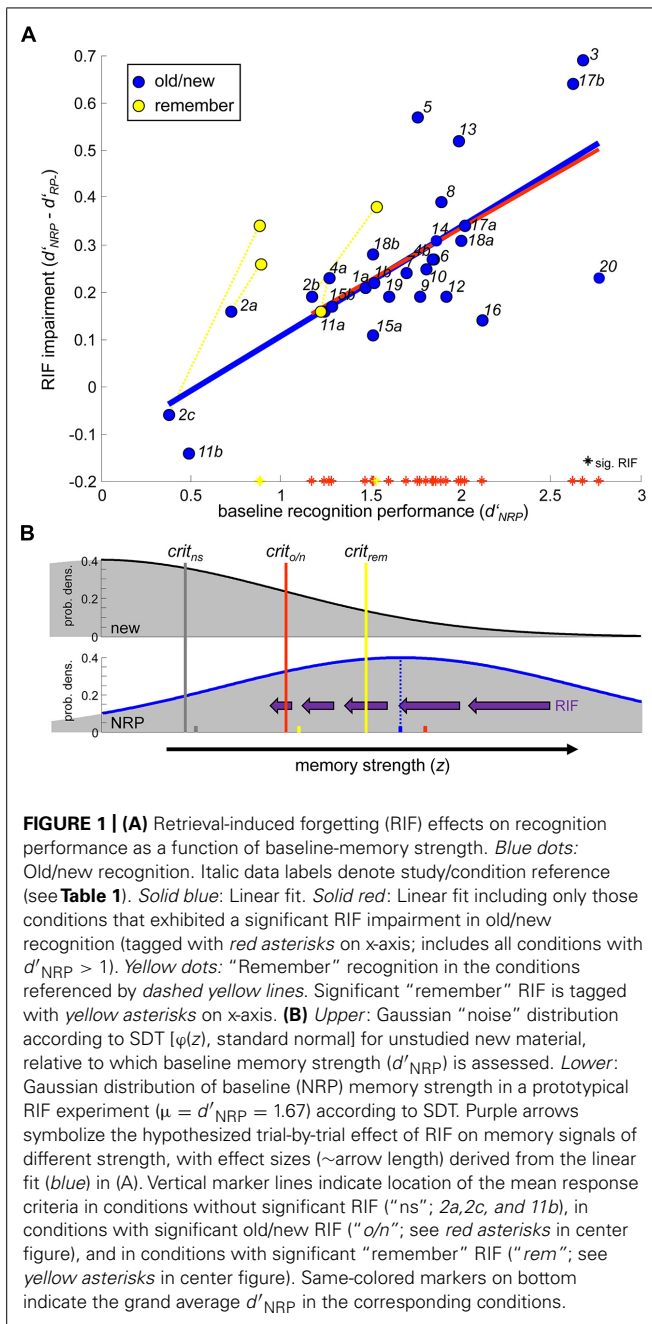 A
0.7
0.6
0.5
0.4
0.3
0.2
0.1
0
-0.1
-0.2
RIF impairment (d'NRP - d'RP-)
old/new
remember
3
17b
5
13
8
14
17a
18a
18b
4b
6
4a
1b
7
10
20
2b
1a
15b
19
9
12
2a
11a
15a
16
2c
11b
sig. RIF
0
0.5
1
1.5
2
2.5
3
baseline recognition performance (d'NRP)
B
critns
crito/n
critrem
prob. dens.
0.4
0.2
0
new
prob. dens.
0.4
0.2
0
NRP
RIF
memory strength (z)
FIGURE 1 | (A) Retrieval-induced forgetting (RIF) effects on recognition
performance as a function of baseline-memory strength. Blue dots:
Old/new recognition. Italic data labels denote study/condition reference
(see Table 1). Solid blue: Linear fit. Solid red: Linear fit including only those
conditions that exhibited a significant RIF impairment in old/new
recognition (tagged with red asterisks on x-axis; includes all conditions with
d′NRP > 1). Yellow dots: “Remember” recognition in the conditions
referenced by dashed yellow lines. Significant “remember” RIF is tagged
with yellow asterisks on x-axis. (B) Upper: Gaussian “noise” distribution
according to SDT [φ(z), standard normal] for unstudied new material,
relative to which baseline memory strength (d′NRP) is assessed. Lower:
Gaussian distribution of baseline (NRP) memory strength in a prototypical
RIF experiment (μ = d′NRP = 1.67) according to SDT. Purple arrows
symbolize the hypothesized trial-by-trial effect of RIF on memory signals of
different strength, with effect sizes (~arrow length) derived from the linear
fit (blue) in (A). Vertical marker lines indicate location of the mean response
criteria in conditions without significant RIF (“ns”; 2a,2c, and 11b), in
conditions with significant old/new RIF (“o/n”; see red asterisks in center
figure), and in conditions with significant “remember” RIF (“rem”; see
yellow asterisks in center figure). Same-colored markers on bottom
indicate the grand average d′NRP in the corresponding conditions.